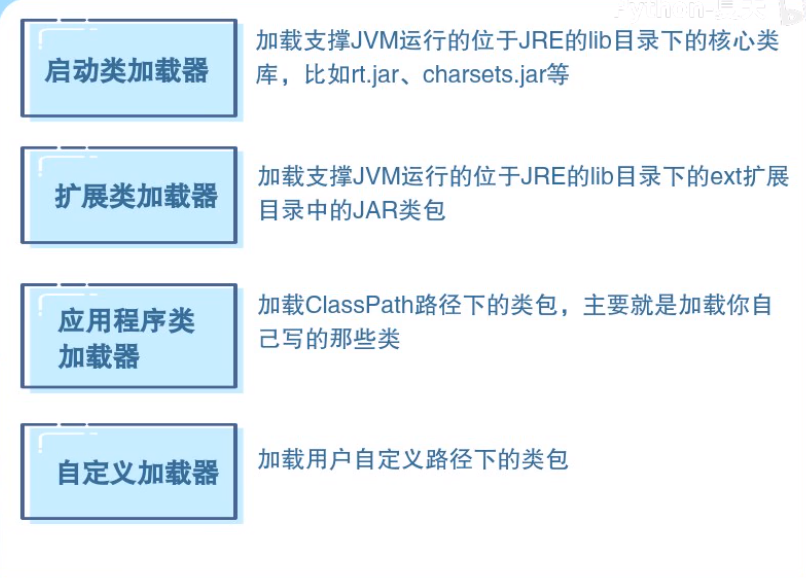 启动类加载器
加载支撑JVM运行的位于JRE的lib目录下的核心类
库，比如rt.jar、charsets.jar等
扩展类加载器
加载支撑JVM运行的位于JRE的lib目录下的ext扩展
目录中的JAR类包
应用程序类
加载器
加载ClassPath路径下的类包，主要就是加载你自
己写的那些类
自定义加载器
加载用户自定义路径下的类包